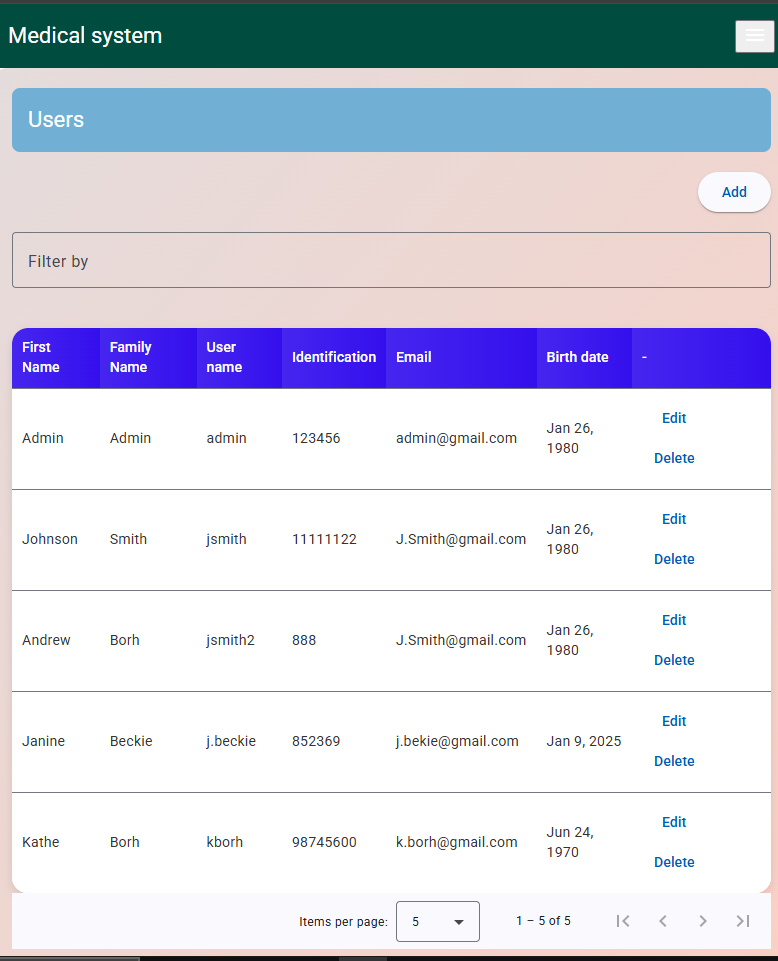 Medical system
Users
Add
Filter by
First Name Family Name User name Identification Email Birth date -
Admin Admin admin 123456 admin@gmail.com Jan 26, 1980 Edit Delete
Johnson Smith jsmith 11111122 J.Smith@gmail.com Jan 26, 1980 Edit Delete
Andrew Borh jsmith2 888 J.Smith@gmail.com Jan 26, 1980 Edit Delete
Janine Beckie j.beckie 852369 j.bekie@gmail.com Jan 9, 2025 Edit Delete
Kathe Borh kborh 98745600 k.borh@gmail.com Jun 24, 1970 Edit Delete
Items per page: 5 1 – 5 of 5